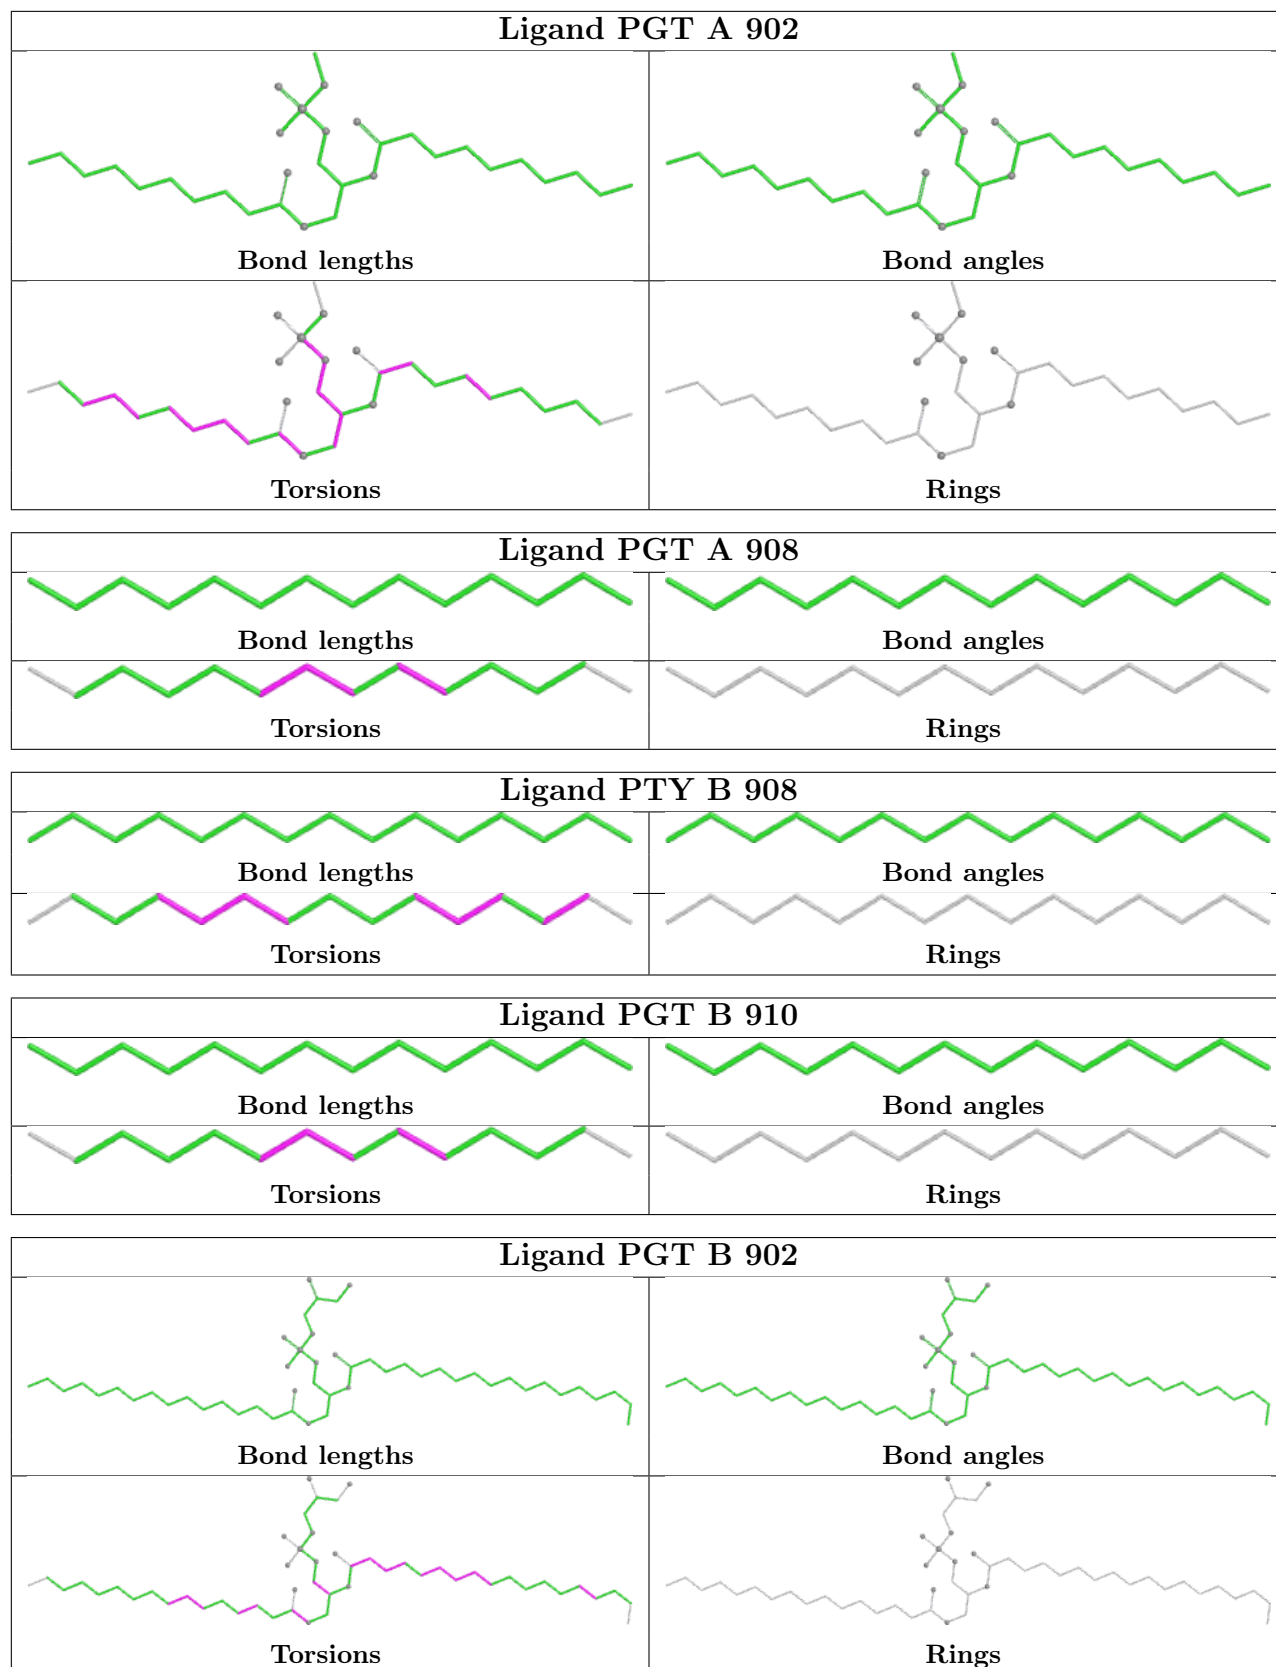 Ligand PGT A 902
Bond lengths
Bond angles
Torsions
Rings
Ligand PGT A 908
Bond lengths
Bond angles
Torsions
Rings
Ligand PTY B 908
Bond lengths
Bond angles
Torsions
Rings
Ligand PGT B 910
Bond lengths
Bond angles
Torsions
Rings
Ligand PGT B 902
Bond lengths
Bond angles
Torsions
Rings